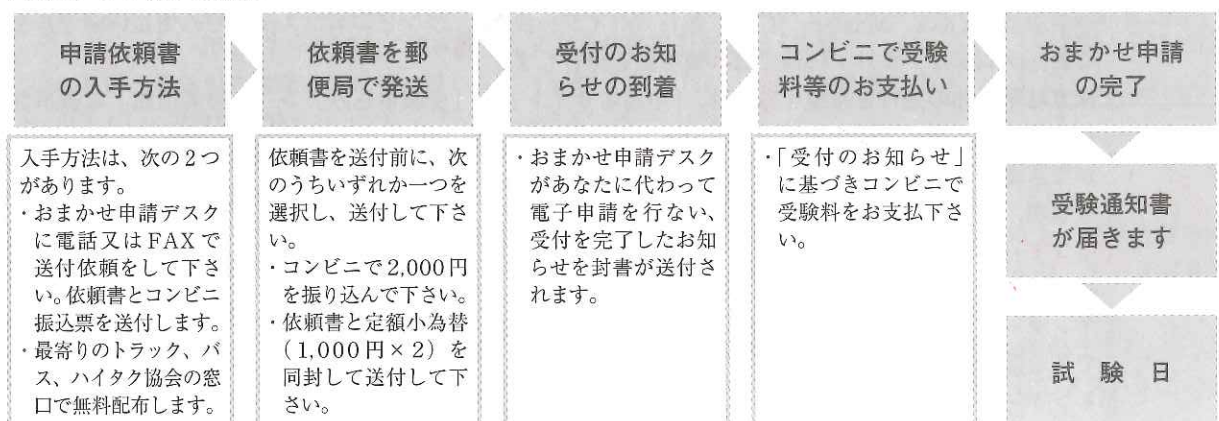 申請依頼書
の入手方法
入手方法は、次の2つ
があります。
・おまかせ申請デスク
に電話又はFAXで
送付依頼をして下さ
い。依頼書とコンビニ
振込票を送付します。
・最寄りのトラック、バ
ス、ハイタク協会の窓
口で無料配布します。
依頼書を郵
便局で発送
依頼書を送付前に、次
のうちいずれか一つを
選択し、送付して下さ
い。
・コンビニで2,000円
を振り込んで下さい。
・依頼書と定額小為替
(1,000円×2)を
同封して送付して下
さい。
受付のお知
らせの到着
・おまかせ申請デスク
があなたに代わって
電子申請を行ない、
受付を完了したお知
らせを封書が送付さ
れます。
コンビニで受験
料等のお支払い
・「受付のお知らせ」
に基づきコンビニで
受験料をお支払下さ
い。
おまかせ申請
の完了
受験通知書
が届きます
試験日